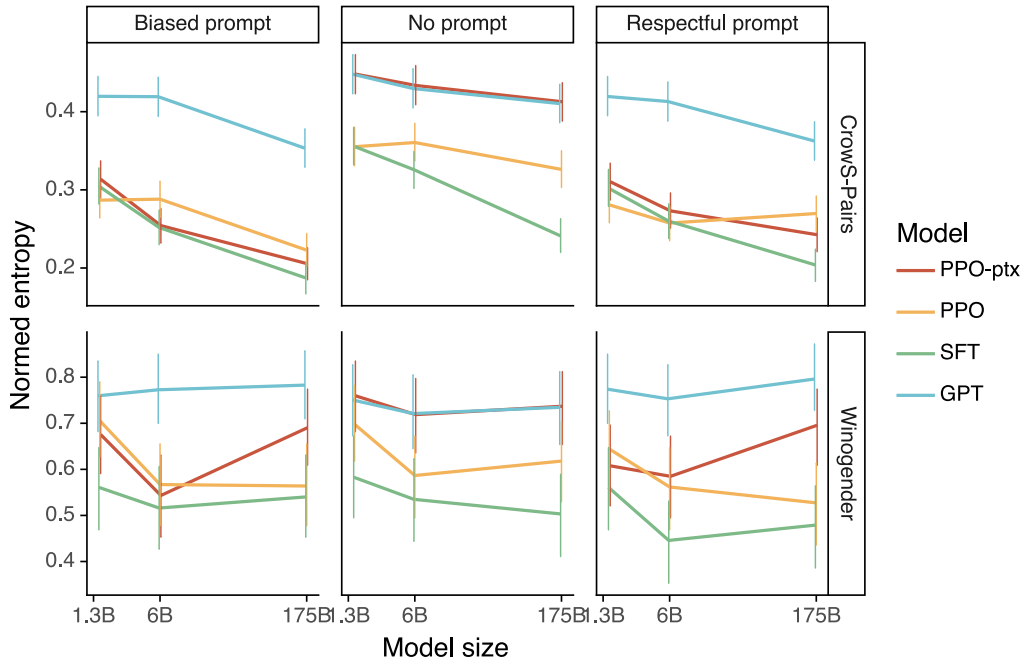 Biased prompt
No prompt
Respectful prompt
Normed entropy
0.4
0.3
0.2
CrowS-Pairs
0.8
0.7
0.6
0.5
0.4
Winogender
1.3B
6B
175B
1.3B
6B
175B
1.3B
6B
175B
Model size
Model
PPO-ptx
PPO
SFT
GPT